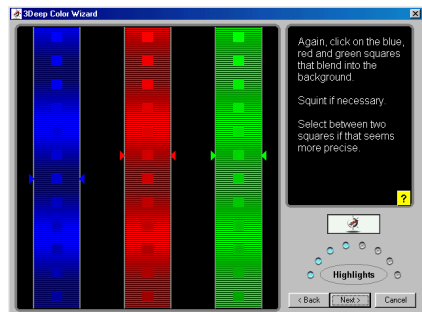 3Deep Color Wizard
Again, click on the blue,
red and green squares
that blend into the
background.
Squint if necessary.
Select between two
squares if that seems
more precise.
?
Highlights
< Back
Next >
Cancel